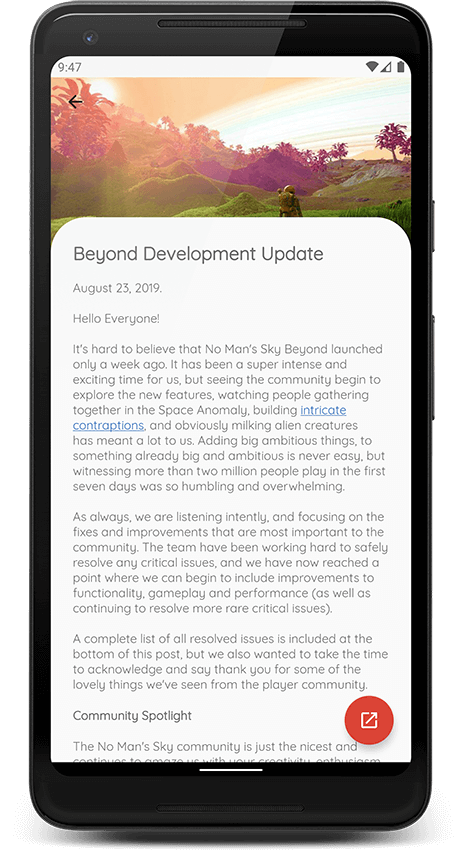 9:47
Beyond Development Update
August 23, 2019.
Hello Everyone!
It's hard to believe that No Man's Sky Beyond launched
only a week ago. It has been a super intense and
exciting time for us, but seeing the community begin to
explore the new features, watching people gathering
together in the Space Anomaly, building intricate
contraptions, and obviously milking alien creatures
has meant a lot to us. Adding big ambitious things, to
something already big and ambitious is never easy, but
witnessing more than two million people play in the first
seven days was so humbling and overwhelming.
As always, we are listening intently, and focusing on the
fixes and improvements that are most important to the
community. The team have been working hard to safely
resolve any critical issues, and we have now reached a
point where we can begin to include improvements to
functionality, gameplay and performance (as well as
continuing to resolve more rare critical issues).
A complete list of all resolved issues is included at the
bottom of this post, but we also wanted to take the time
to acknowledge and say thank you for some of the
lovely things we've seen from the player community.
Community Spotlight
The No Man's Sky community is just the nicest and
continues to amaze us with your creativity, enthusiasm